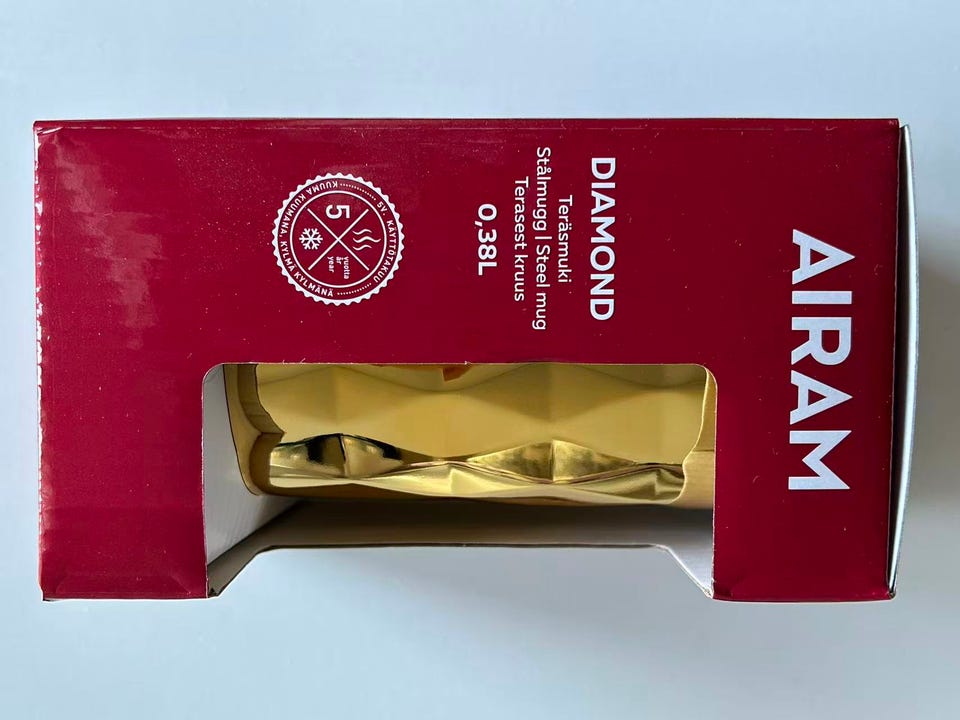 AIRAM
DIAMOND
Teräsmuki
Stålmugg | Steel mug
Terasest kruus
0,38L
5V. KÄYTTÖTAKUU
KUUMA KUUMANA, KYLMÄ KYLMÄNÄ
5
vuotta
år
year